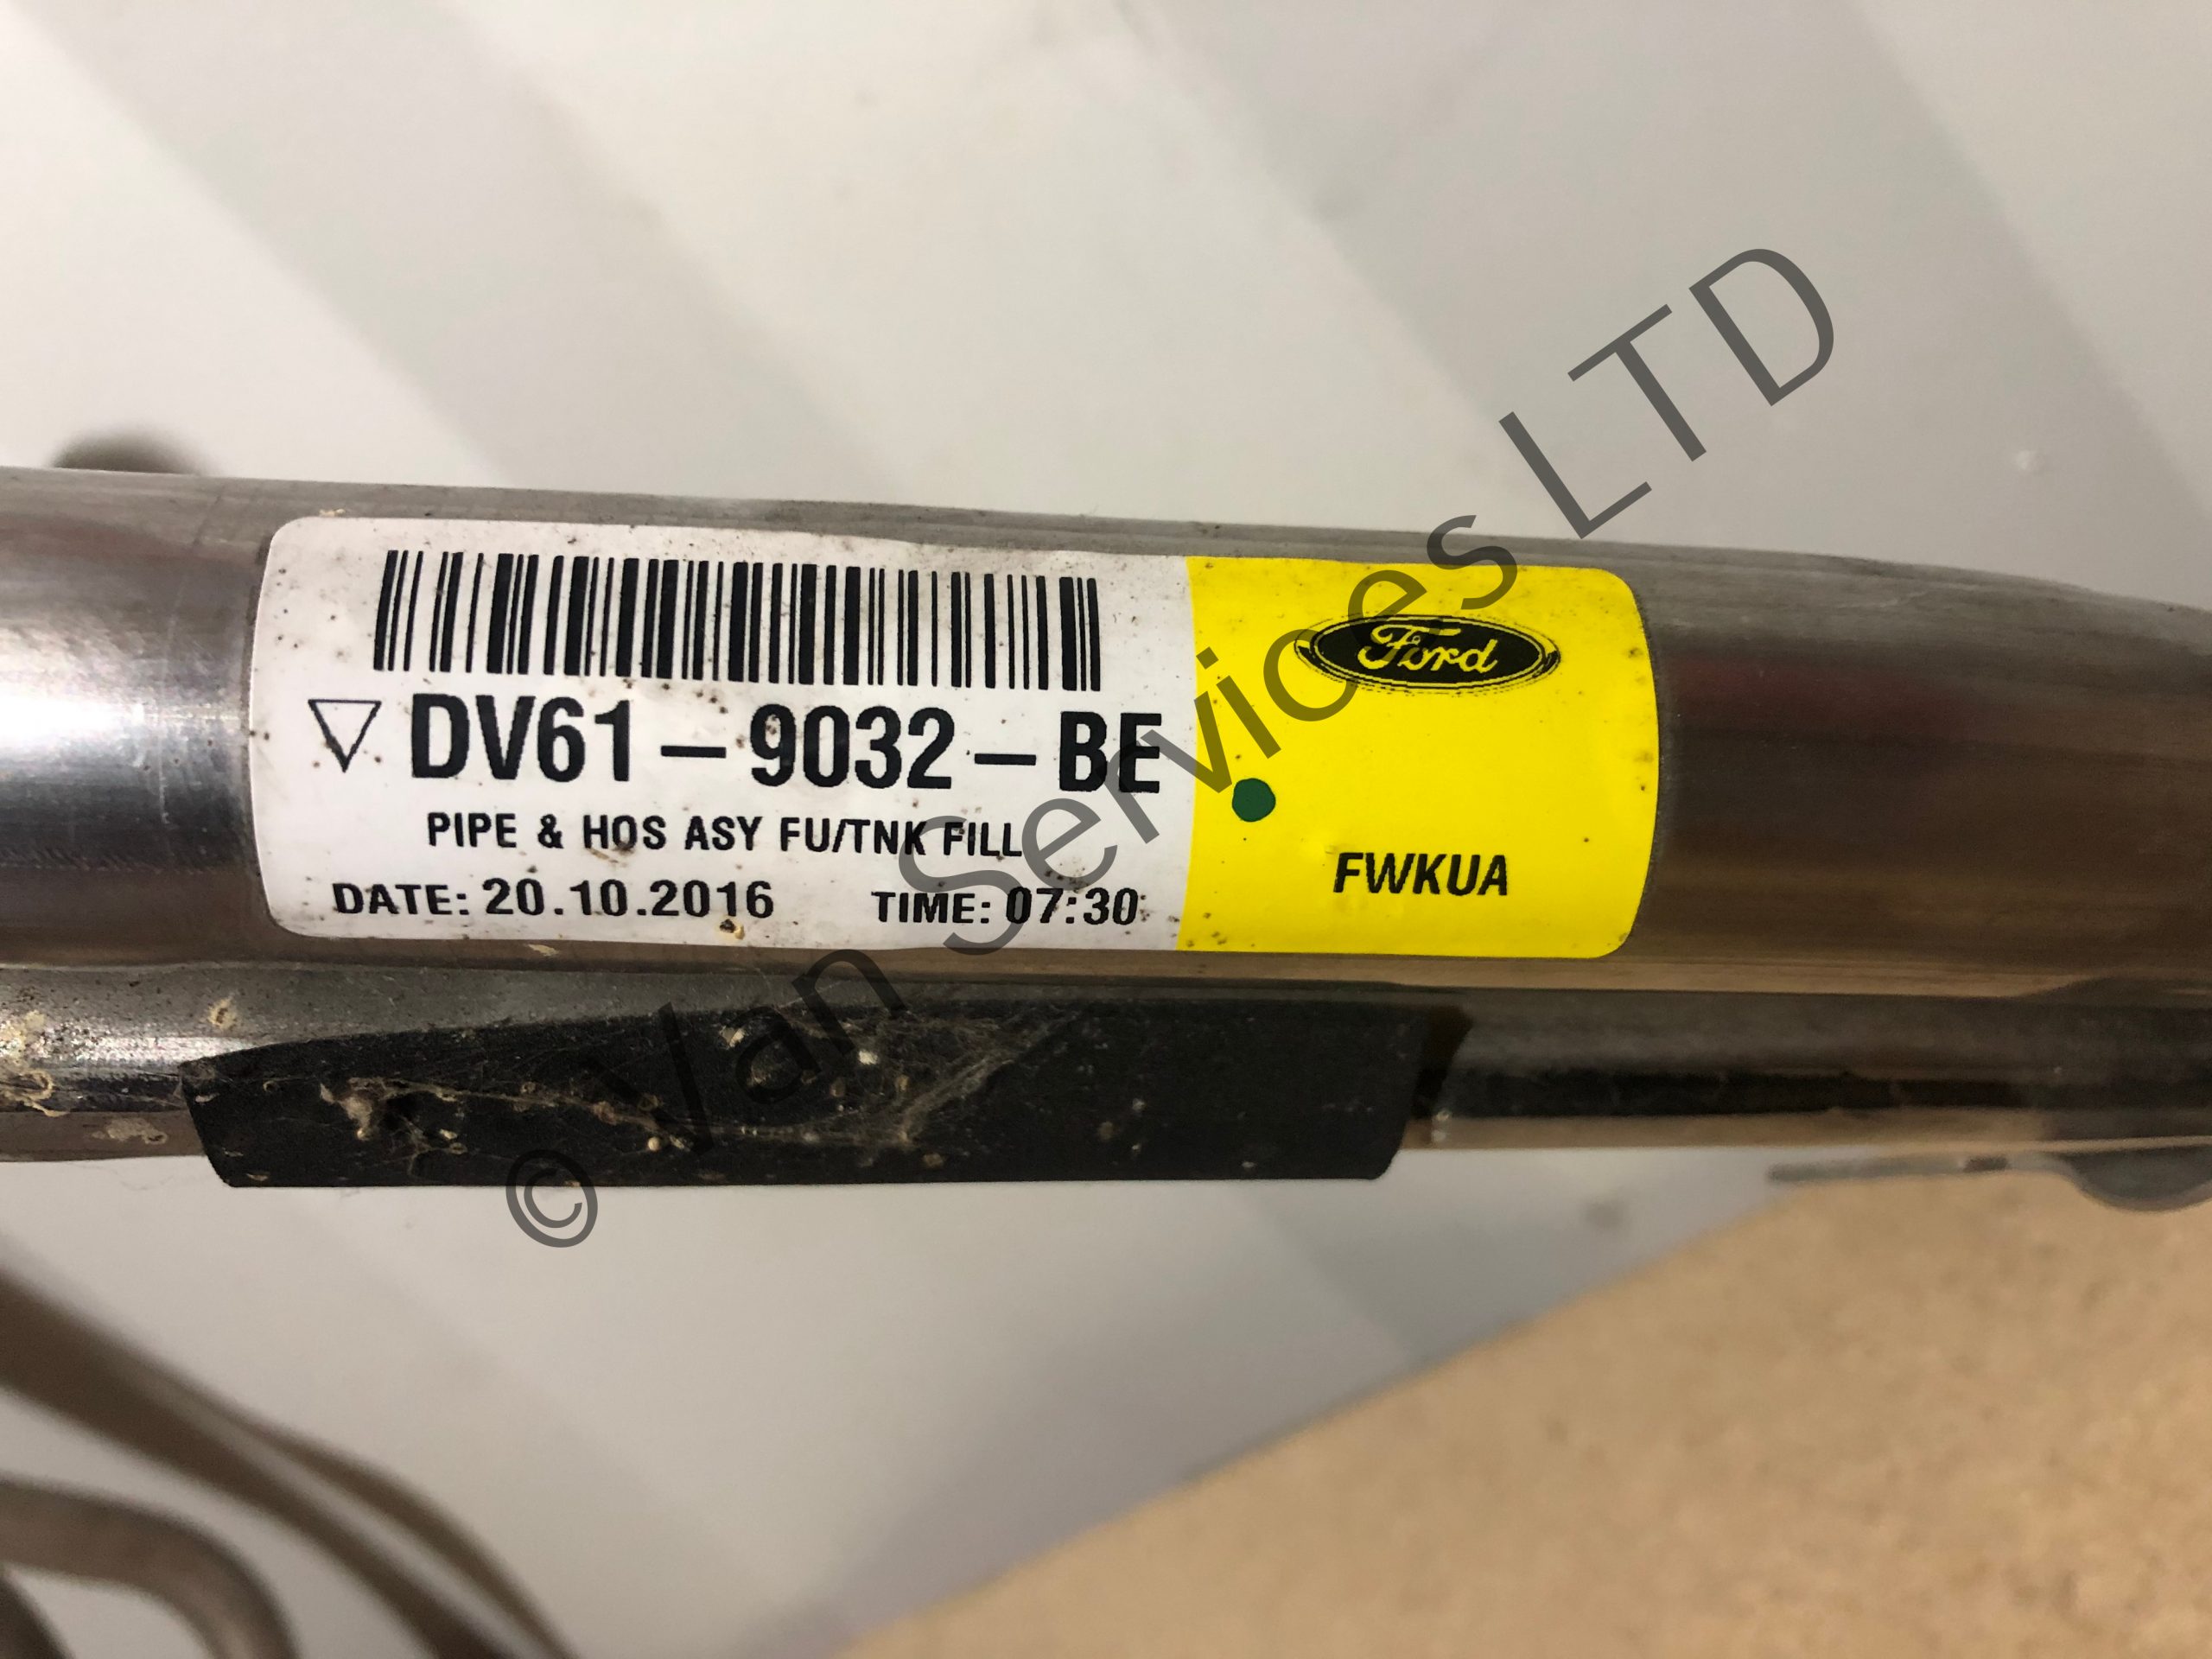 DV61-9032-BE
PIPE & HOS ASY FU/TNK FILL
DATE: 20.10.2016 TIME: 07:30
Ford
FWKUA
© Van Services LTD